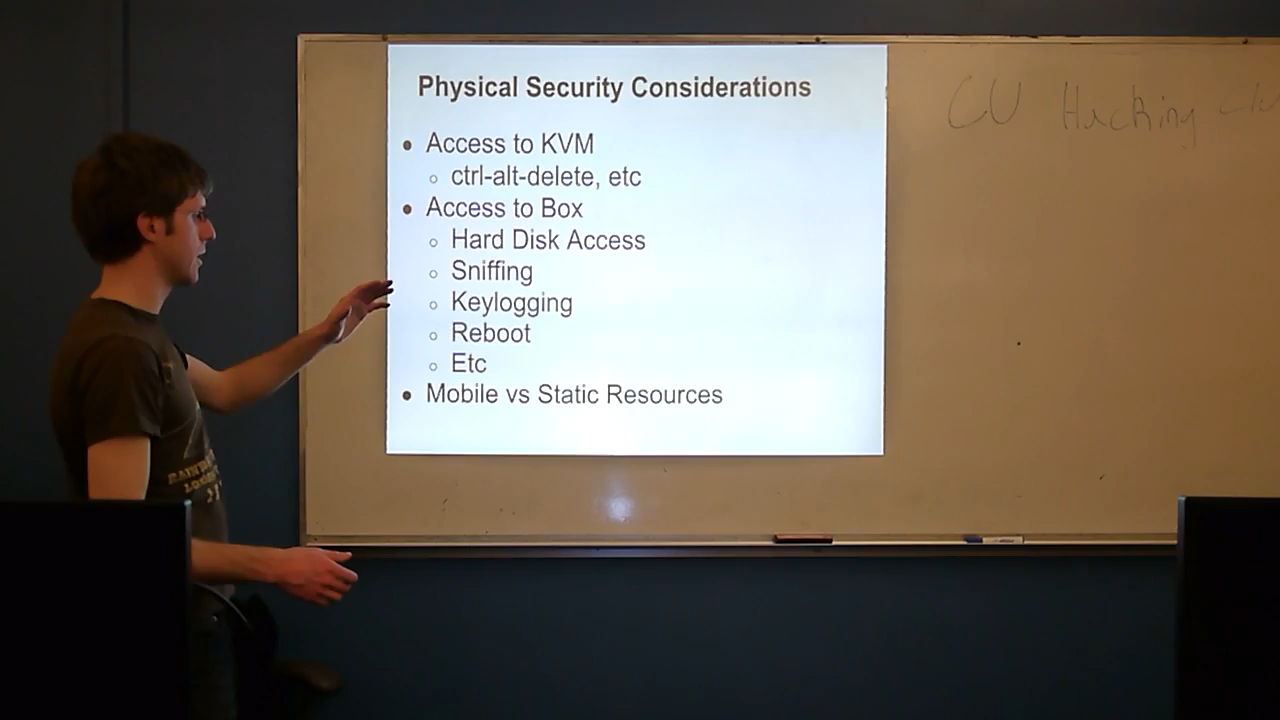 Physical Security Considerations
• Access to KVM
○ ctrl-alt-delete, etc
• Access to Box
○ Hard Disk Access
○ Sniffing
○ Keylogging
○ Reboot
○ Etc
• Mobile vs Static Resources
CU Hacking